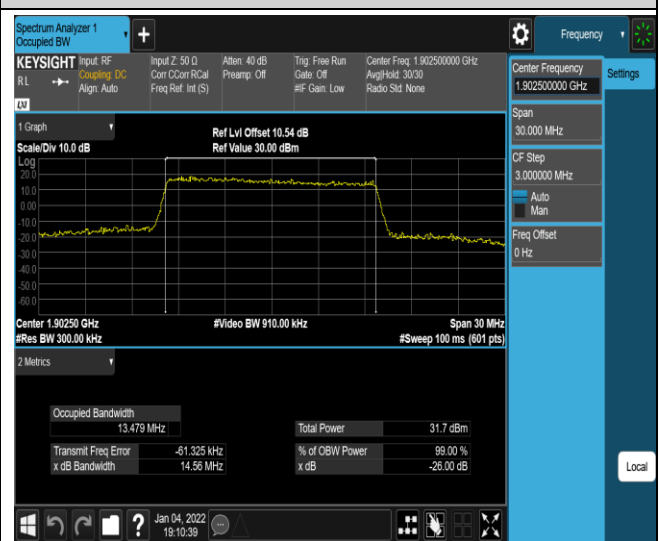 Spectrum Analyzer 1
Occupied BW
+
Frequency
KEYSIGHT
RL
LXI
Input: RF
Coupling: DC
Align: Auto
Input Z: 50 Ω
Corr CCorr RCal
Freq Ref: Int (S)
Atten: 40 dB
Preamp: Off
Trig: Free Run
Gate: Off
#IF Gain: Low
Center Freq: 1.902500000 GHz
Avg|Hold: 30/30
Radio Std: None
Center Frequency
1.902500000 GHz
Settings
Span
30.000 MHz
CF Step
3.000000 MHz
Auto
Man
Freq Offset
0 Hz
Local
1 Graph
Scale/Div 10.0 dB
Ref Lvl Offset 10.54 dB
Ref Value 30.00 dBm
Log
20.0
10.0
0.00
-10.0
-20.0
-30.0
-40.0
-50.0
-60.0
Center 1.90250 GHz
#Res BW 300.00 kHz
#Video BW 910.00 kHz
Span 30 MHz
#Sweep 100 ms (601 pts)
2 Metrics
Occupied Bandwidth
13.479 MHz
Total Power 31.7 dBm
Transmit Freq Error -61.325 kHz
% of OBW Power 99.00 %
x dB Bandwidth 14.56 MHz
x dB -26.00 dB
?
Jan 04, 2022
19:10:39